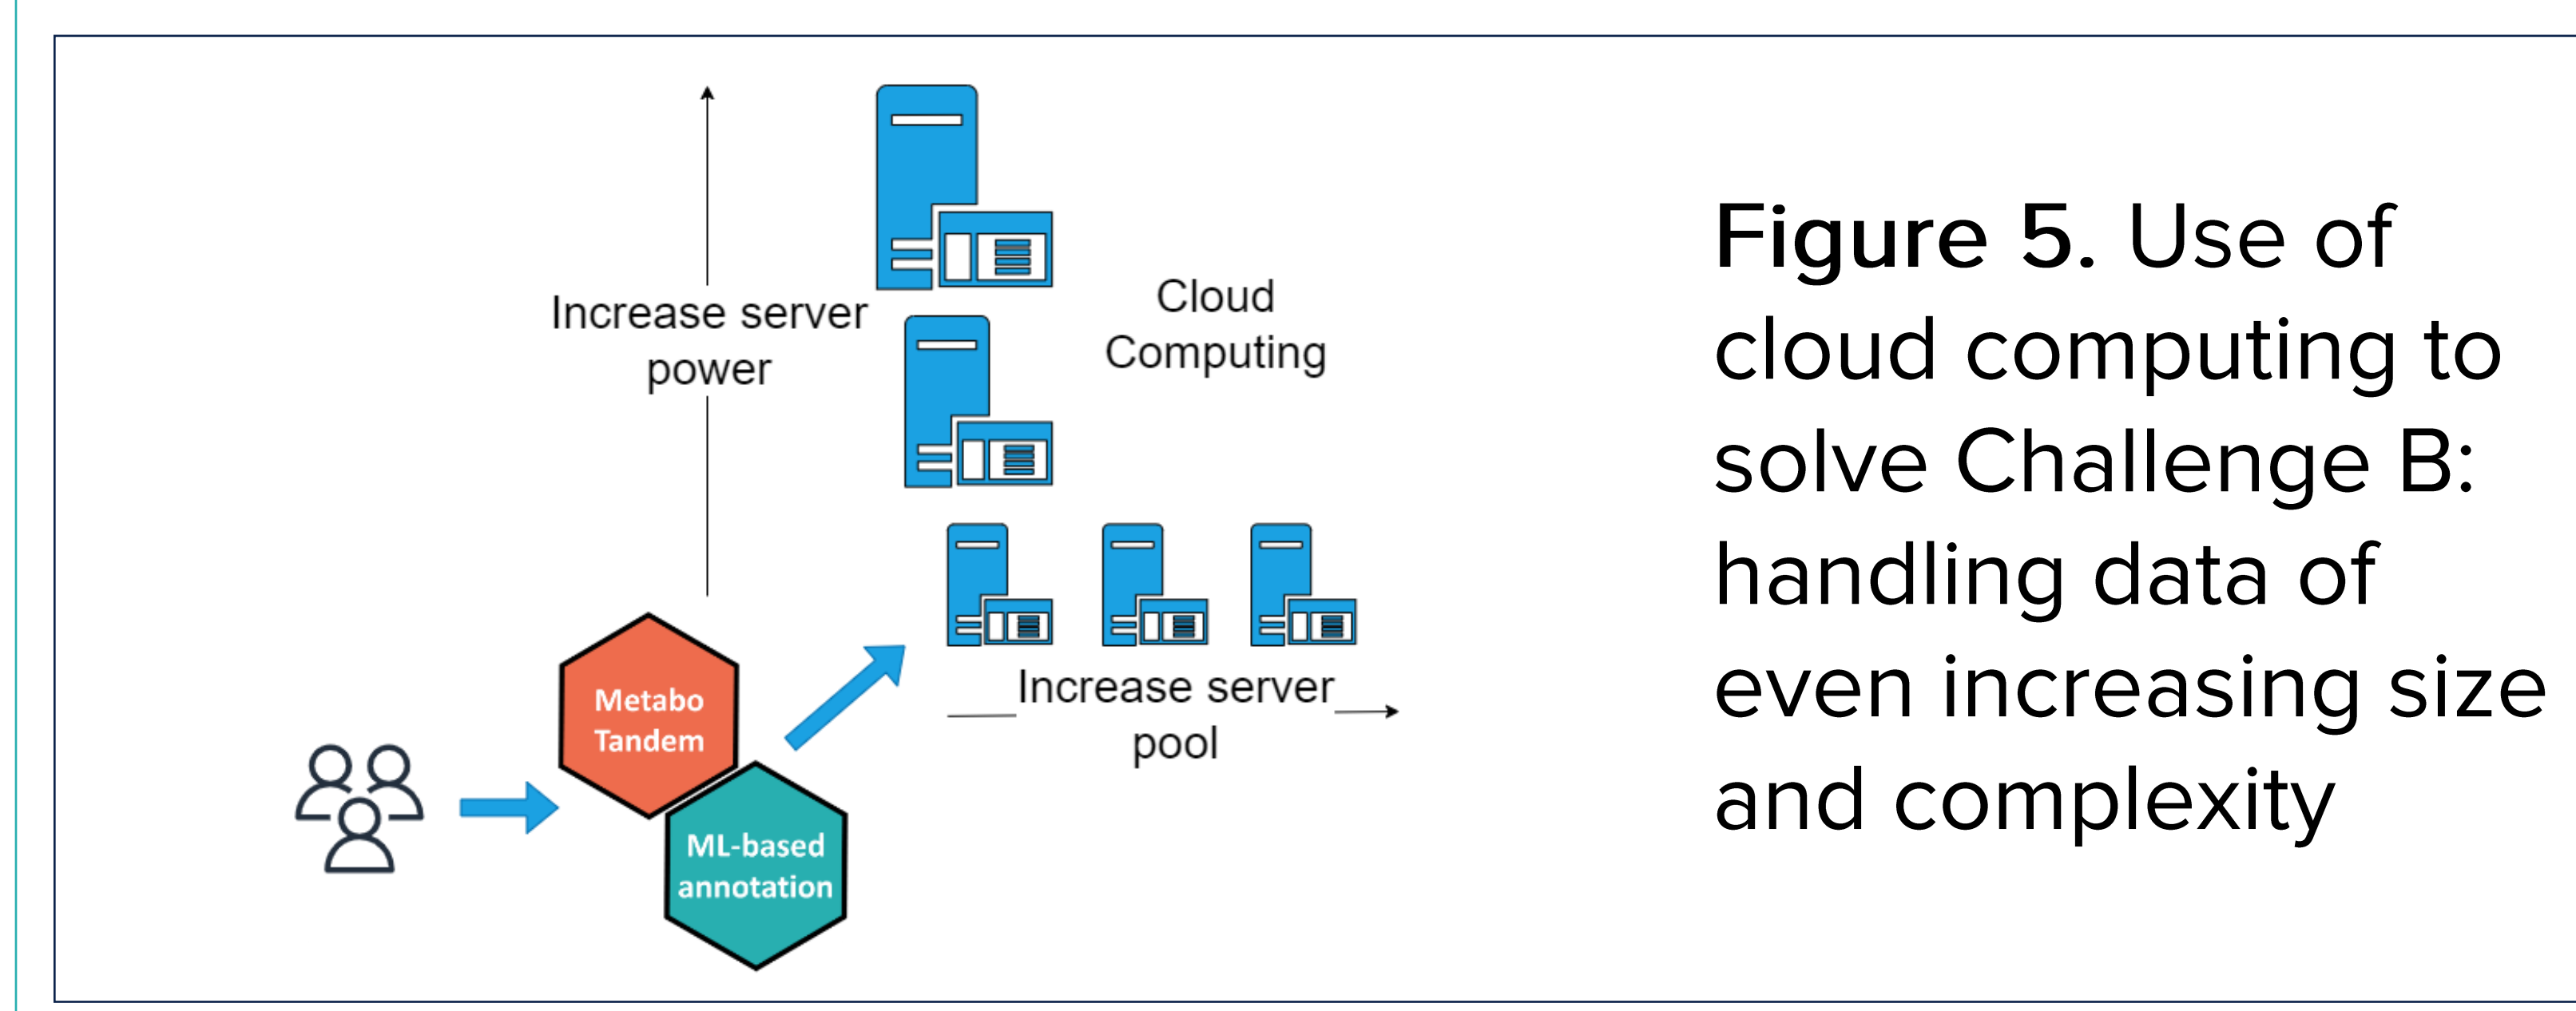 Increase server
power
Cloud
Computing
Increase server
pool
Metabo
Tandem
ML-based
annotation
Figure 5. Use of
cloud computing to
solve Challenge B:
handling data of
even increasing size
and complexity